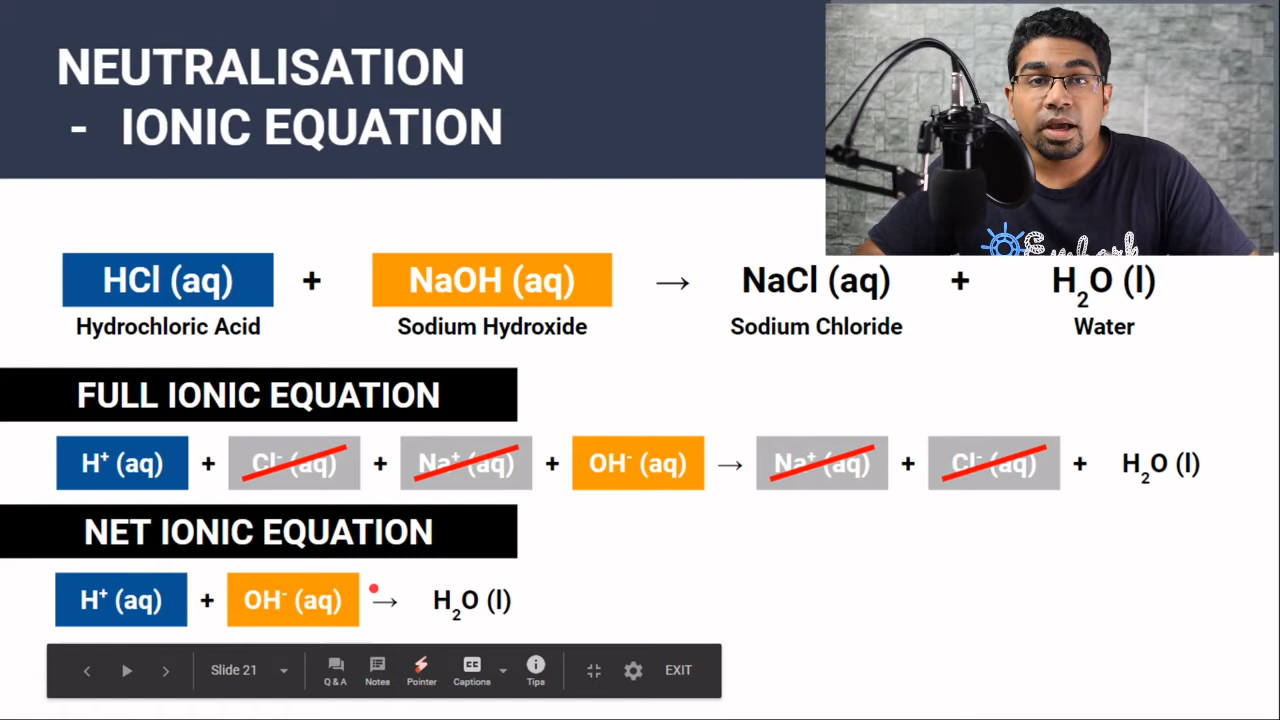 NEUTRALISATION
- IONIC EQUATION
HCl (aq) + NaOH (aq) → NaCl (aq) + H₂O (l)
Hydrochloric Acid Sodium Hydroxide Sodium Chloride Water
FULL IONIC EQUATION
H⁺ (aq) + Cl⁻ (aq) + Na⁺ (aq) + OH⁻ (aq) → Na⁺ (aq) + Cl⁻ (aq) + H₂O (l)
NET IONIC EQUATION
H⁺ (aq) + OH⁻ (aq) → H₂O (l)
Slide 21
Q & A Notes Pointer Captions Tips EXIT